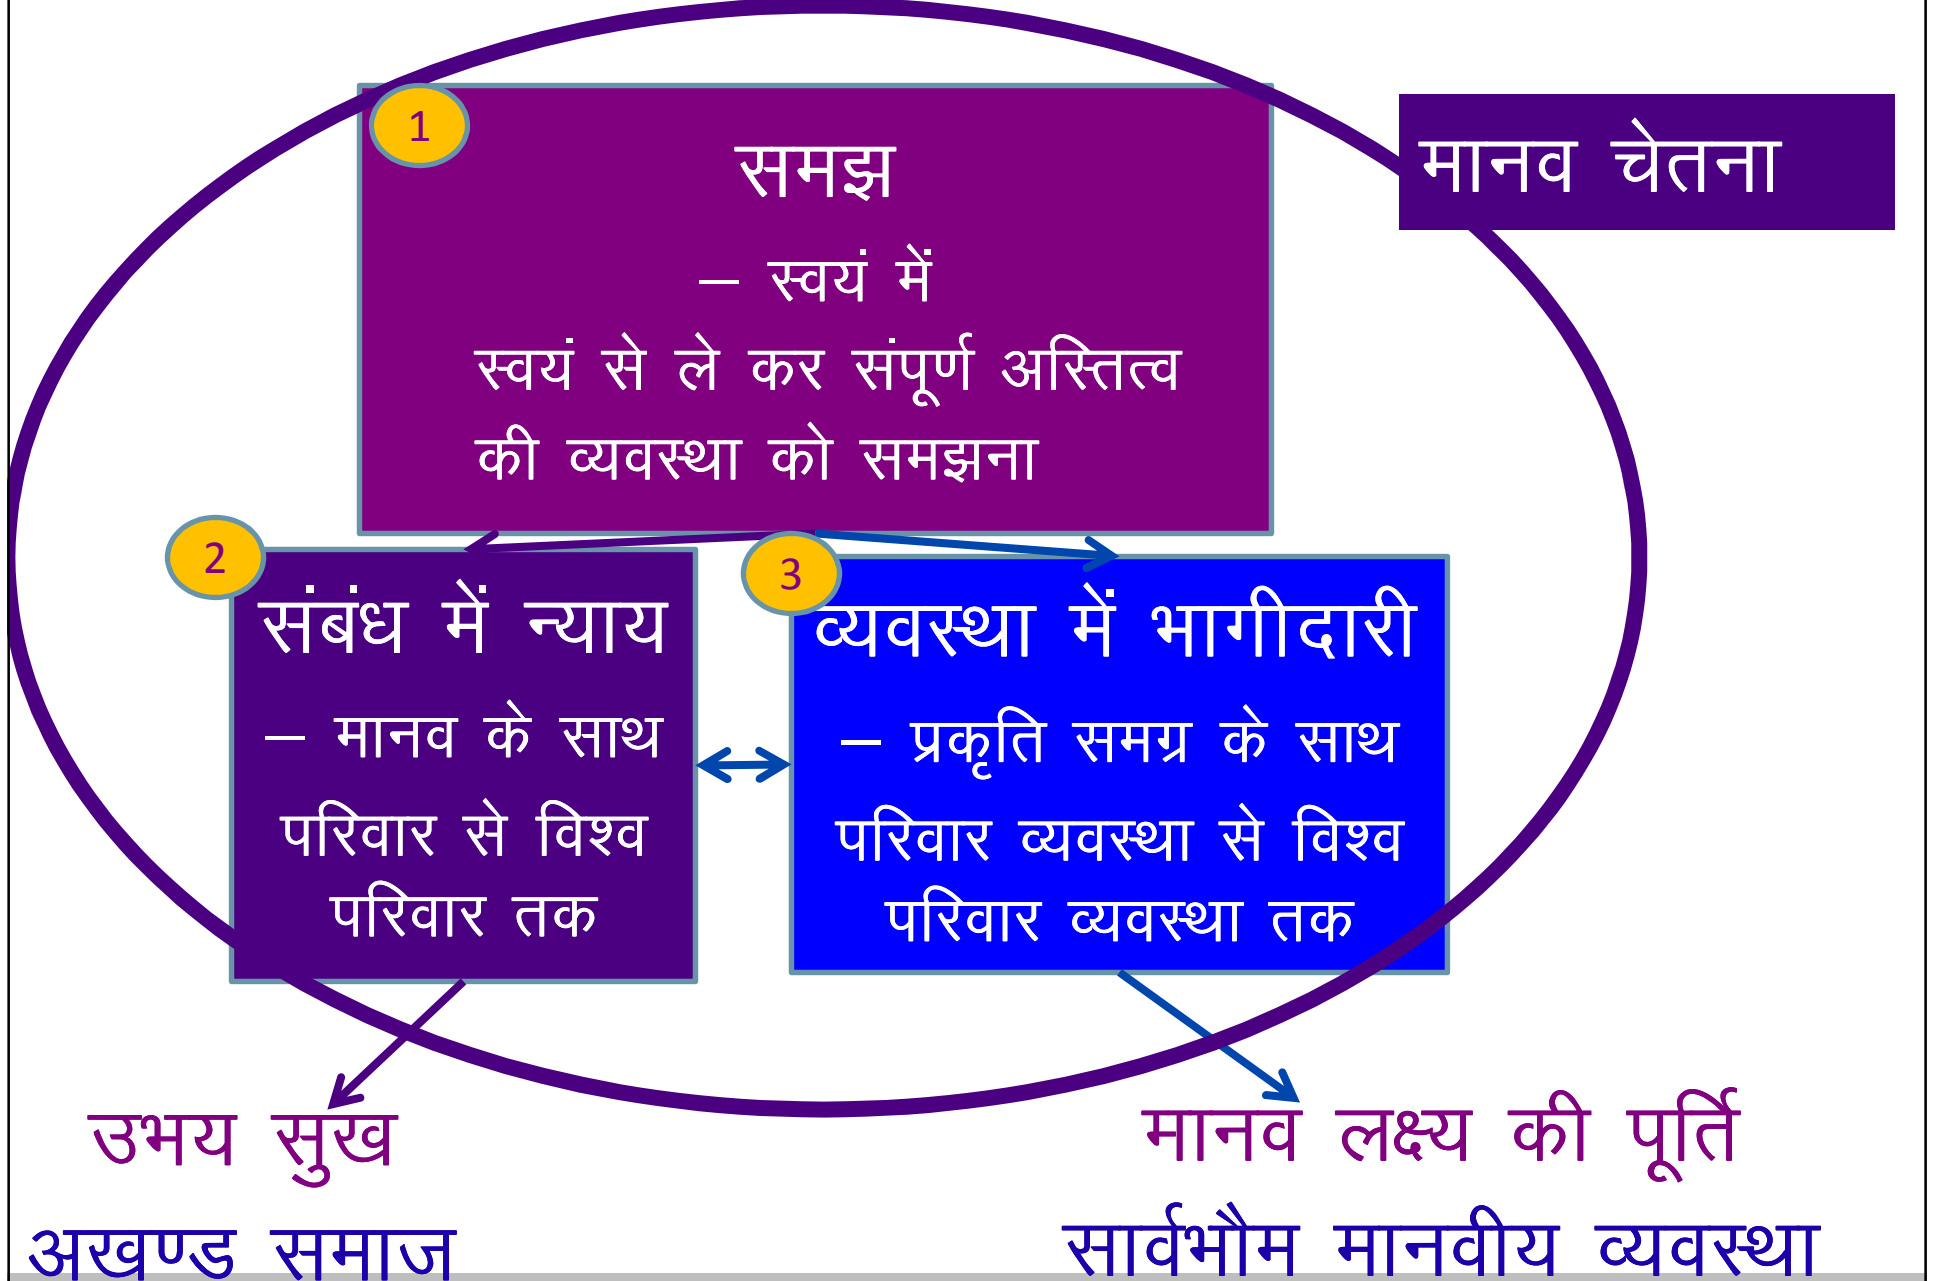 1
समझ
– स्वयं में
स्वयं से ले कर संपूर्ण अस्तित्व
की व्यवस्था को समझना
मानव चेतना
2
संबंध में न्याय
– मानव के साथ
परिवार से विश्व
परिवार तक
3
व्यवस्था में भागीदारी
– प्रकृति समग्र के साथ
परिवार व्यवस्था से विश्व
परिवार व्यवस्था तक
उभय सुख
अखण्ड समाज
मानव लक्ष्य की पूर्ति
सार्वभौम मानवीय व्यवस्था